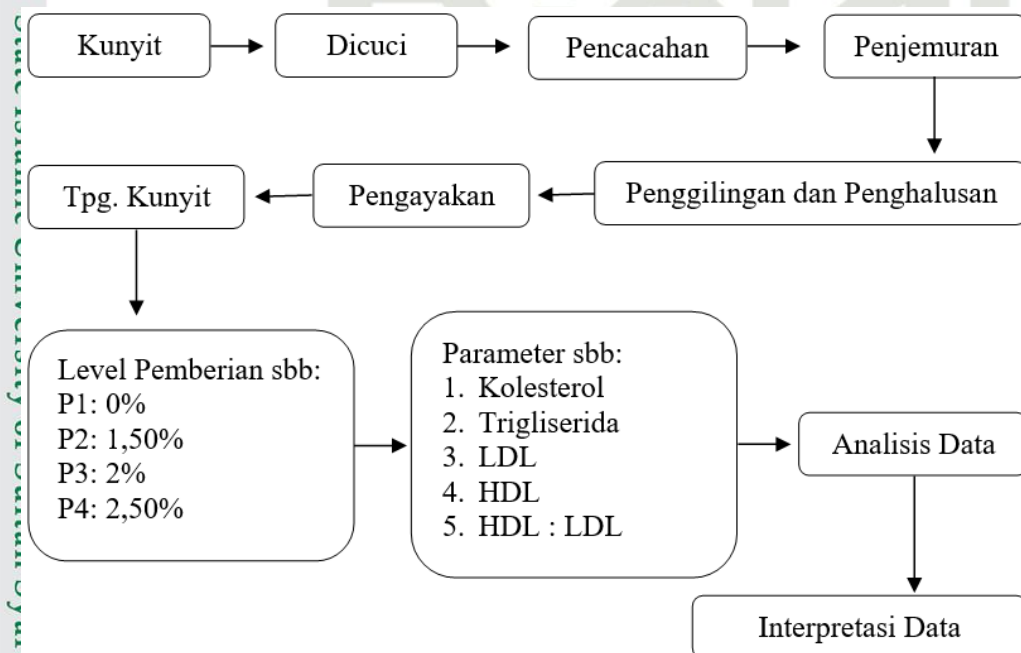 Kunyit
Dicuci
Pencacahan
Penjemuran
Penggilingan dan Penghalusan
Pengayakan
Tpg. Kunyit
Level Pemberian sbb:
P1: 0%
P2: 1,50%
P3: 2%
P4: 2,50%
Parameter sbb:
1. Kolesterol
2. Trigliserida
3. LDL
4. HDL
5. HDL : LDL
Analisis Data
Interpretasi Data